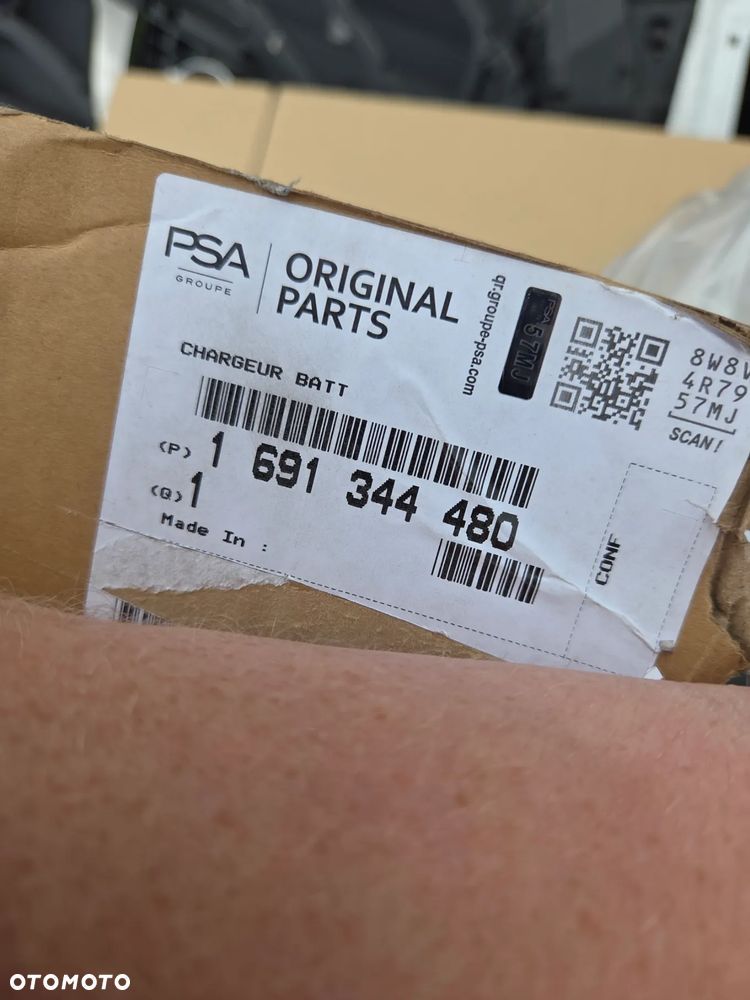 PSA
GROUPE
ORIGINAL
PARTS
qr.groupe-psa.com
PSA 57MJ
8W8V
4R79
57MJ
SCAN!
CHARGEUR BATT
(P) 1 691 344 480
(Q) 1
Made In :
CONF
OTOMOTO